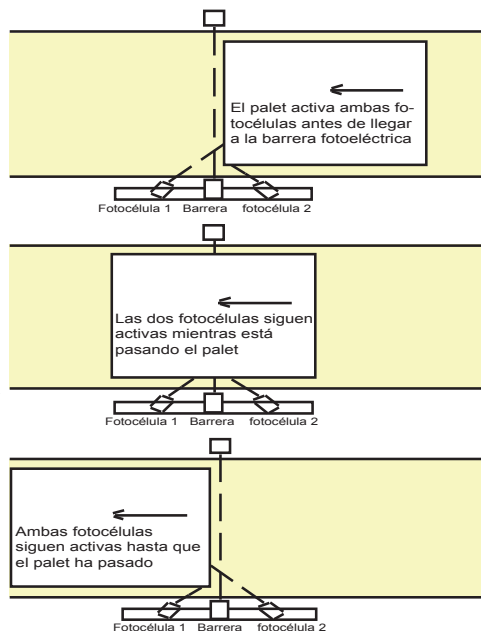 El palet activa ambas fo-
tocélulas antes de llegar
a la barrera fotoeléctrica
Fotocélula 1 Barrera fotocélula 2
Las dos fotocélulas siguen
activas mientras está
pasando el palet
Fotocélula 1 Barrera fotocélula 2
Ambas fotocélulas
siguen activas hasta que
el palet ha pasado
Fotocélula 1 Barrera fotocélula 2